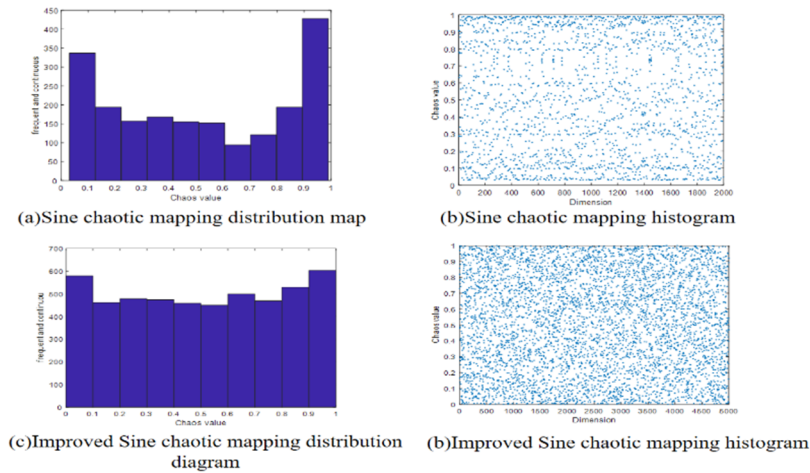 450
400
350
300
250
200
150
100
50
0
frequent and continuous
0 0.1 0.2 0.3 0.4 0.5 0.6 0.7 0.8 0.9 1
Chaos value
(a)Sine chaotic mapping distribution map
1
0.9
0.8
0.7
0.6
0.5
0.4
0.3
0.2
0.1
0
Chaos value
0 200 400 600 800 1000 1200 1400 1600 1800 2000
Dimension
(b)Sine chaotic mapping histogram
700
600
500
400
300
200
100
0
frequent and continuous
0 0.1 0.2 0.3 0.4 0.5 0.6 0.7 0.8 0.9 1
Chaos value
(c)Improved Sine chaotic mapping distribution
diagram
1
0.9
0.8
0.7
0.6
0.5
0.4
0.3
0.2
0.1
0
Chaos value
0 500 1000 1500 2000 2500 3000 3500 4000 4500 5000 6000
Dimension
(b)Improved Sine chaotic mapping histogram